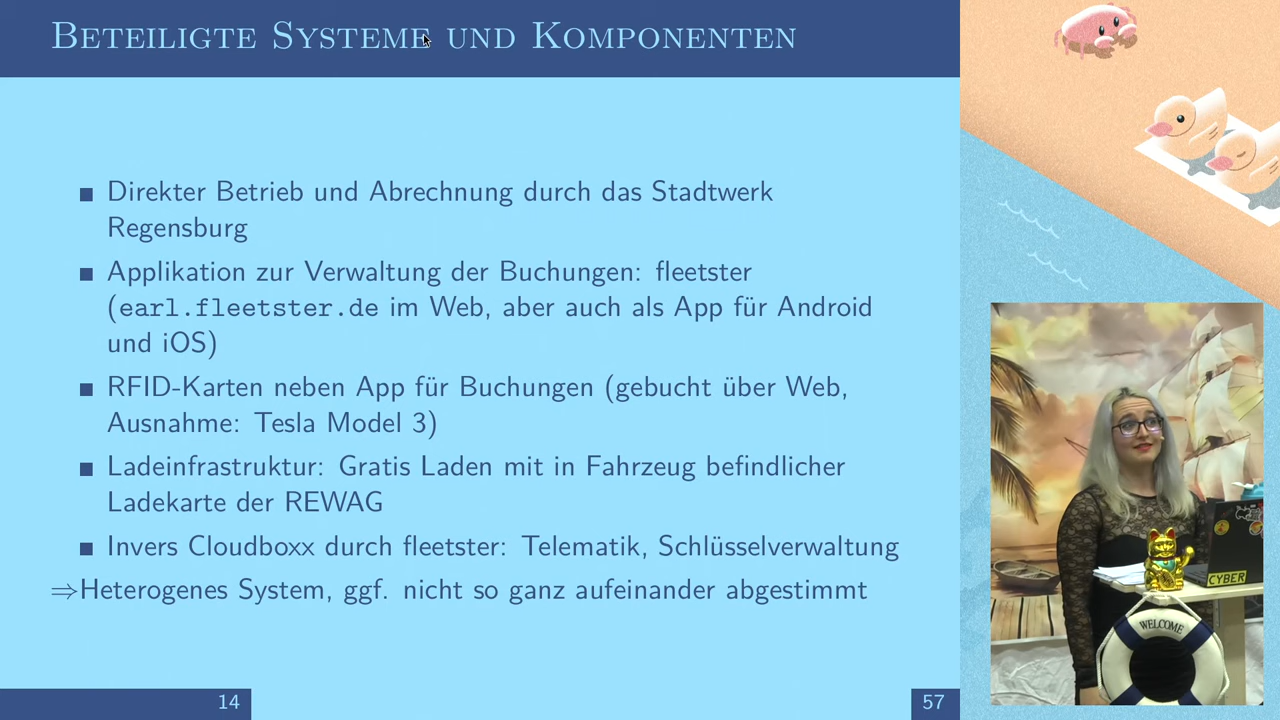 Beteiligte Systeme und Komponenten
Direkter Betrieb und Abrechnung durch das Stadtwerk
Regensburg
Applikation zur Verwaltung der Buchungen: fleetster
(earl.fleetster.de im Web, aber auch als App für Android
und iOS)
RFID-Karten neben App für Buchungen (gebucht über Web,
Ausnahme: Tesla Model 3)
Ladeinfrastruktur: Gratis Laden mit in Fahrzeug befindlicher
Ladekarte der REWAG
Invers Cloudboxx durch fleetster: Telematik, Schlüsselverwaltung
⇒Heterogenes System, ggf. nicht so ganz aufeinander abgestimmt
14
57
CYBER
WELCOME